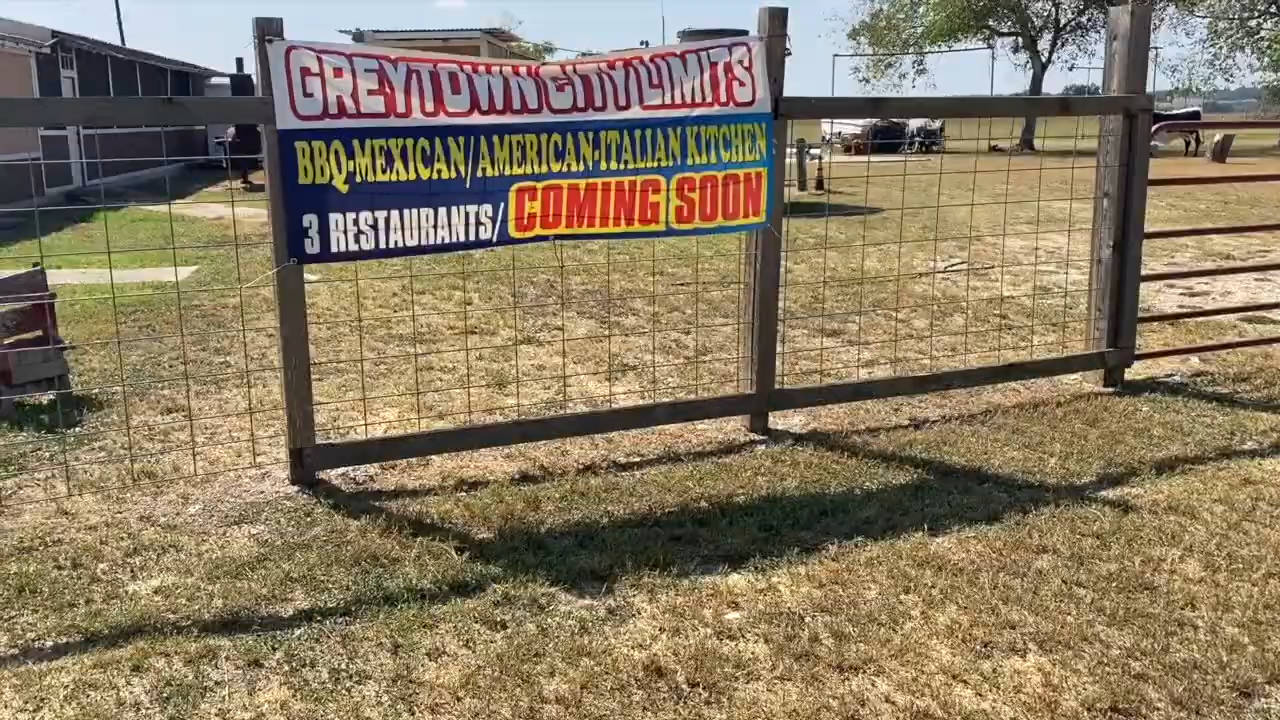 GREYTOWN CITY LIMITS
BBQ-MEXICAN/AMERICAN-ITALIAN KITCHEN
3 RESTAURANTS/ COMING SOON